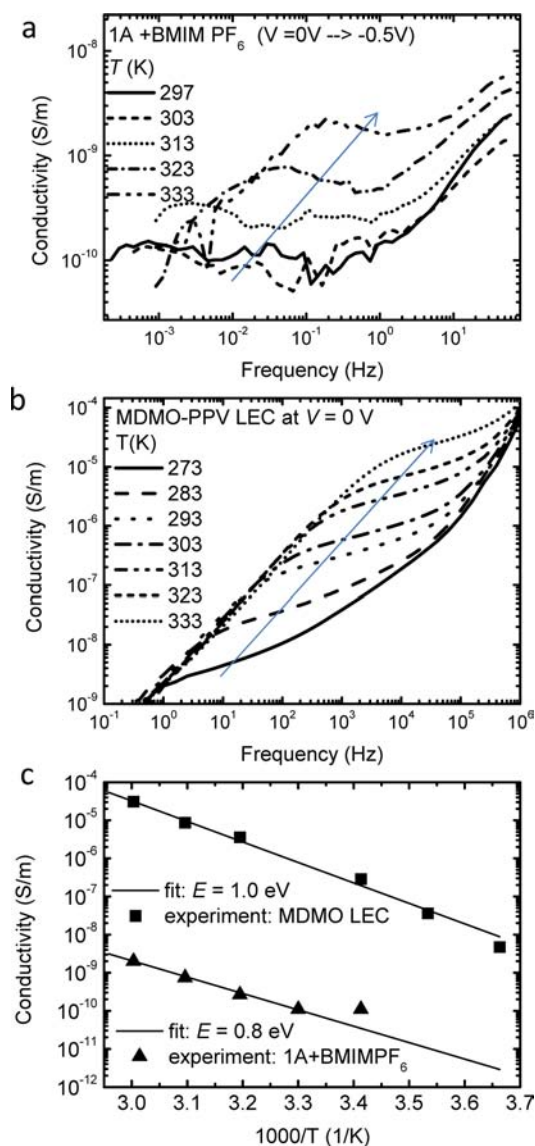 a
1A +BMIM PF6 (V =0V --> -0.5V)
T (K)
297
303
313
323
333
Conductivity (S/m)
10-8
10-9
10-10
10-3 10-2 10-1 100 101
Frequency (Hz)
b
MDMO-PPV LEC at V = 0 V
T(K)
273
283
293
303
313
323
333
Conductivity (S/m)
10-4
10-5
10-6
10-7
10-8
10-9
10-1 100 101 102 103 104 105 106
Frequency (Hz)
c
Conductivity (S/m)
10-4
10-5
10-6
10-7
10-8
10-9
10-10
10-11
10-12
fit: E = 1.0 eV
experiment: MDMO LEC
fit: E = 0.8 eV
experiment: 1A+BMIMPF6
3.0 3.1 3.2 3.3 3.4 3.5 3.6 3.7
1000/T (1/K)